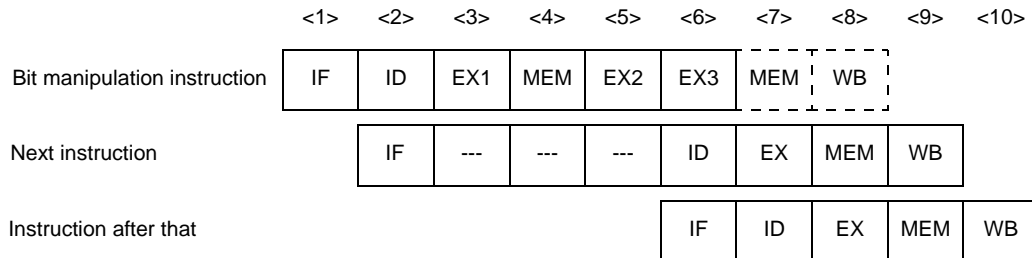 <1> <2> <3> <4> <5> <6> <7> <8> <9> <10>
Bit manipulation instruction IF ID EX1 MEM EX2 EX3 MEM WB
Next instruction IF --- --- --- ID EX MEM WB
Instruction after that IF ID EX MEM WB